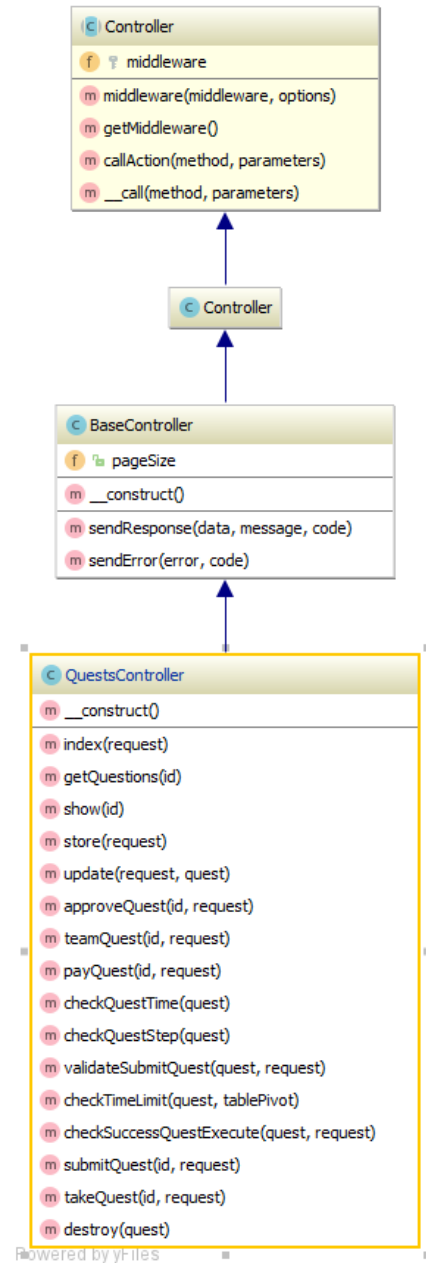 C Controller
f middleware
m middleware(middleware, options)
m getMiddleware()
m callAction(method, parameters)
m __call(method, parameters)
C Controller
C BaseController
f pageSize
m __construct()
m sendResponse(data, message, code)
m sendError(error, code)
C QuestsController
m __construct()
m index(request)
m getQuestions(id)
m show(id)
m store(request)
m update(request, quest)
m approveQuest(id, request)
m teamQuest(id, request)
m payQuest(id, request)
m checkQuestTime(quest)
m checkQuestStep(quest)
m validateSubmitQuest(quest, request)
m checkTimeLimit(quest, tablePivot)
m checkSuccessQuestExecute(quest, request)
m submitQuest(id, request)
m takeQuest(id, request)
m destroy(quest)
Powered by yFiles